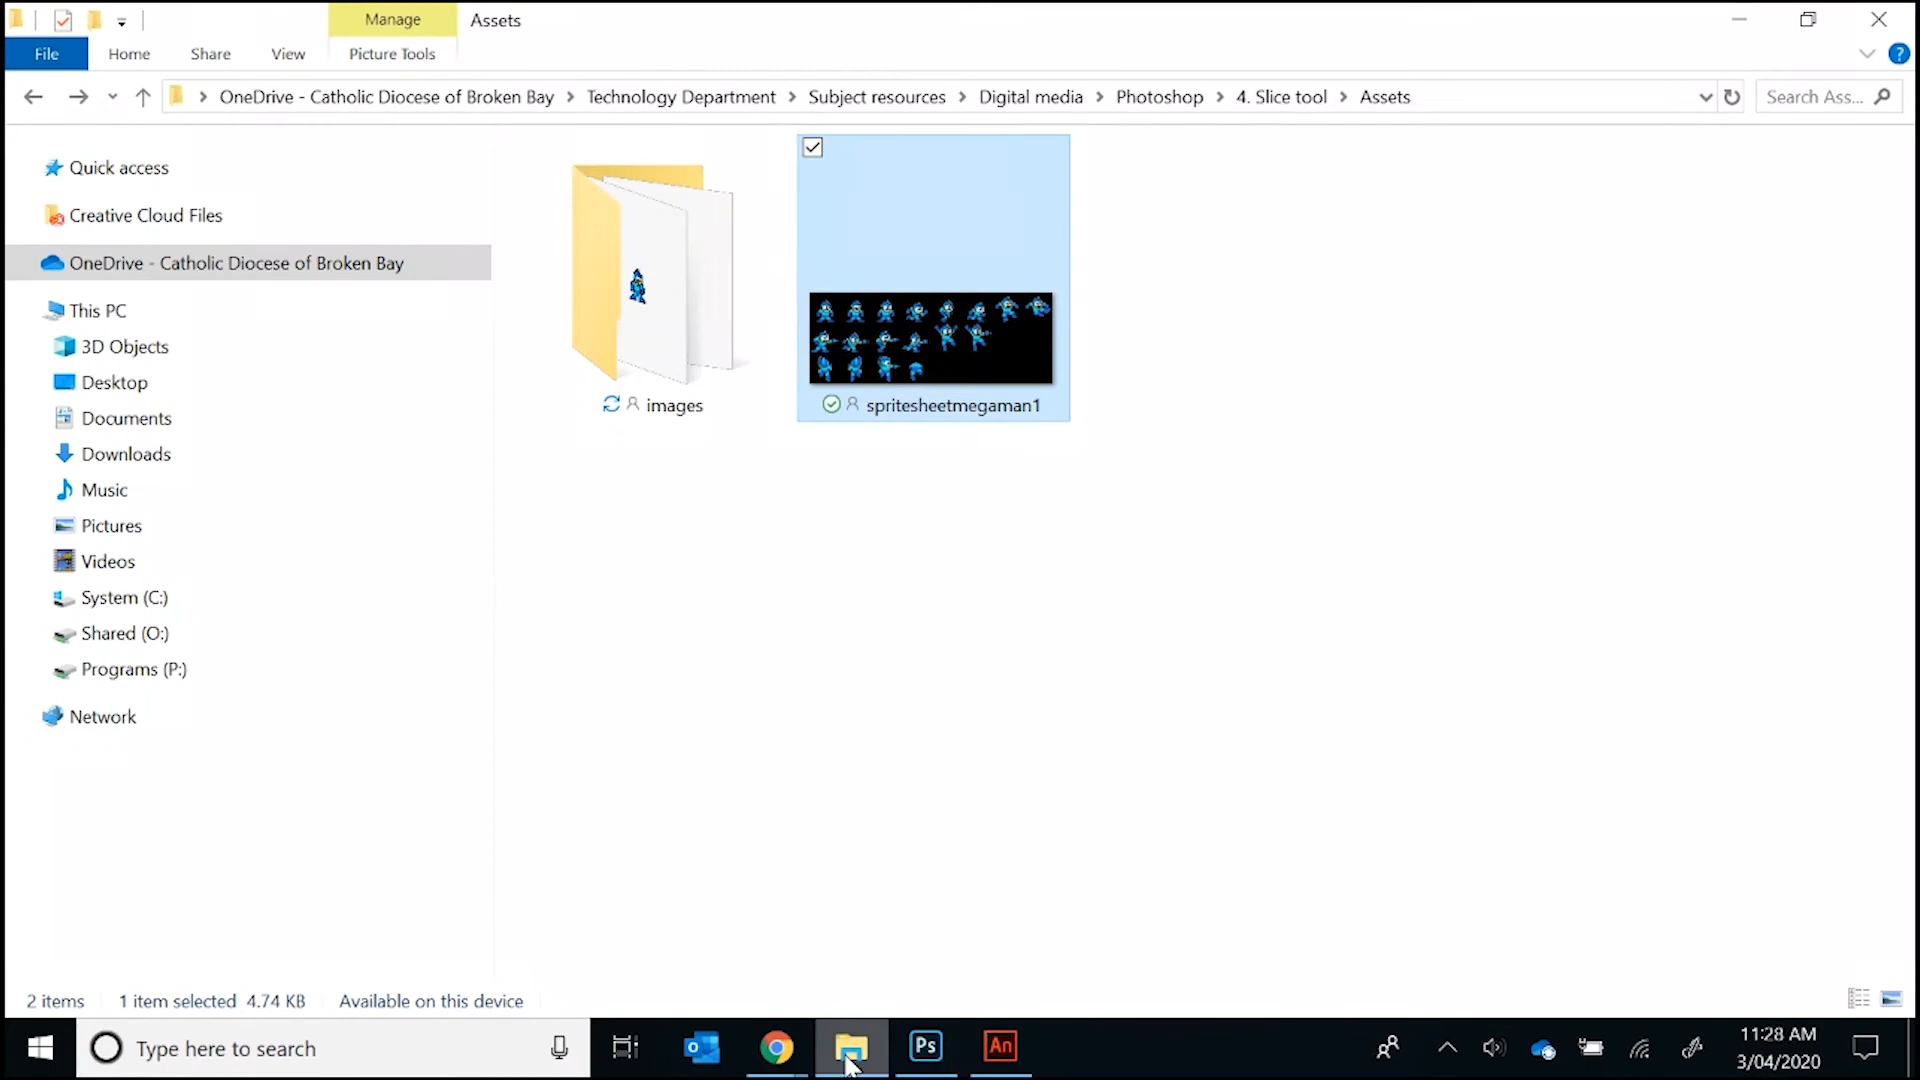 Manage
Assets
File
Home
Share
View
Picture Tools
?
OneDrive - Catholic Diocese of Broken Bay
Technology Department
Subject resources
Digital media
Photoshop
4. Slice tool
Assets
Search Ass...
Quick access
Creative Cloud Files
OneDrive - Catholic Diocese of Broken Bay
This PC
3D Objects
Desktop
Documents
Downloads
Music
Pictures
Videos
System (C:)
Shared (O:)
Programs (P:)
Network
images
spritesheetmegaman1
2 items
1 item selected 4.74 KB
Available on this device
Type here to search
o
Ps
An
11:28 AM
3/04/2020